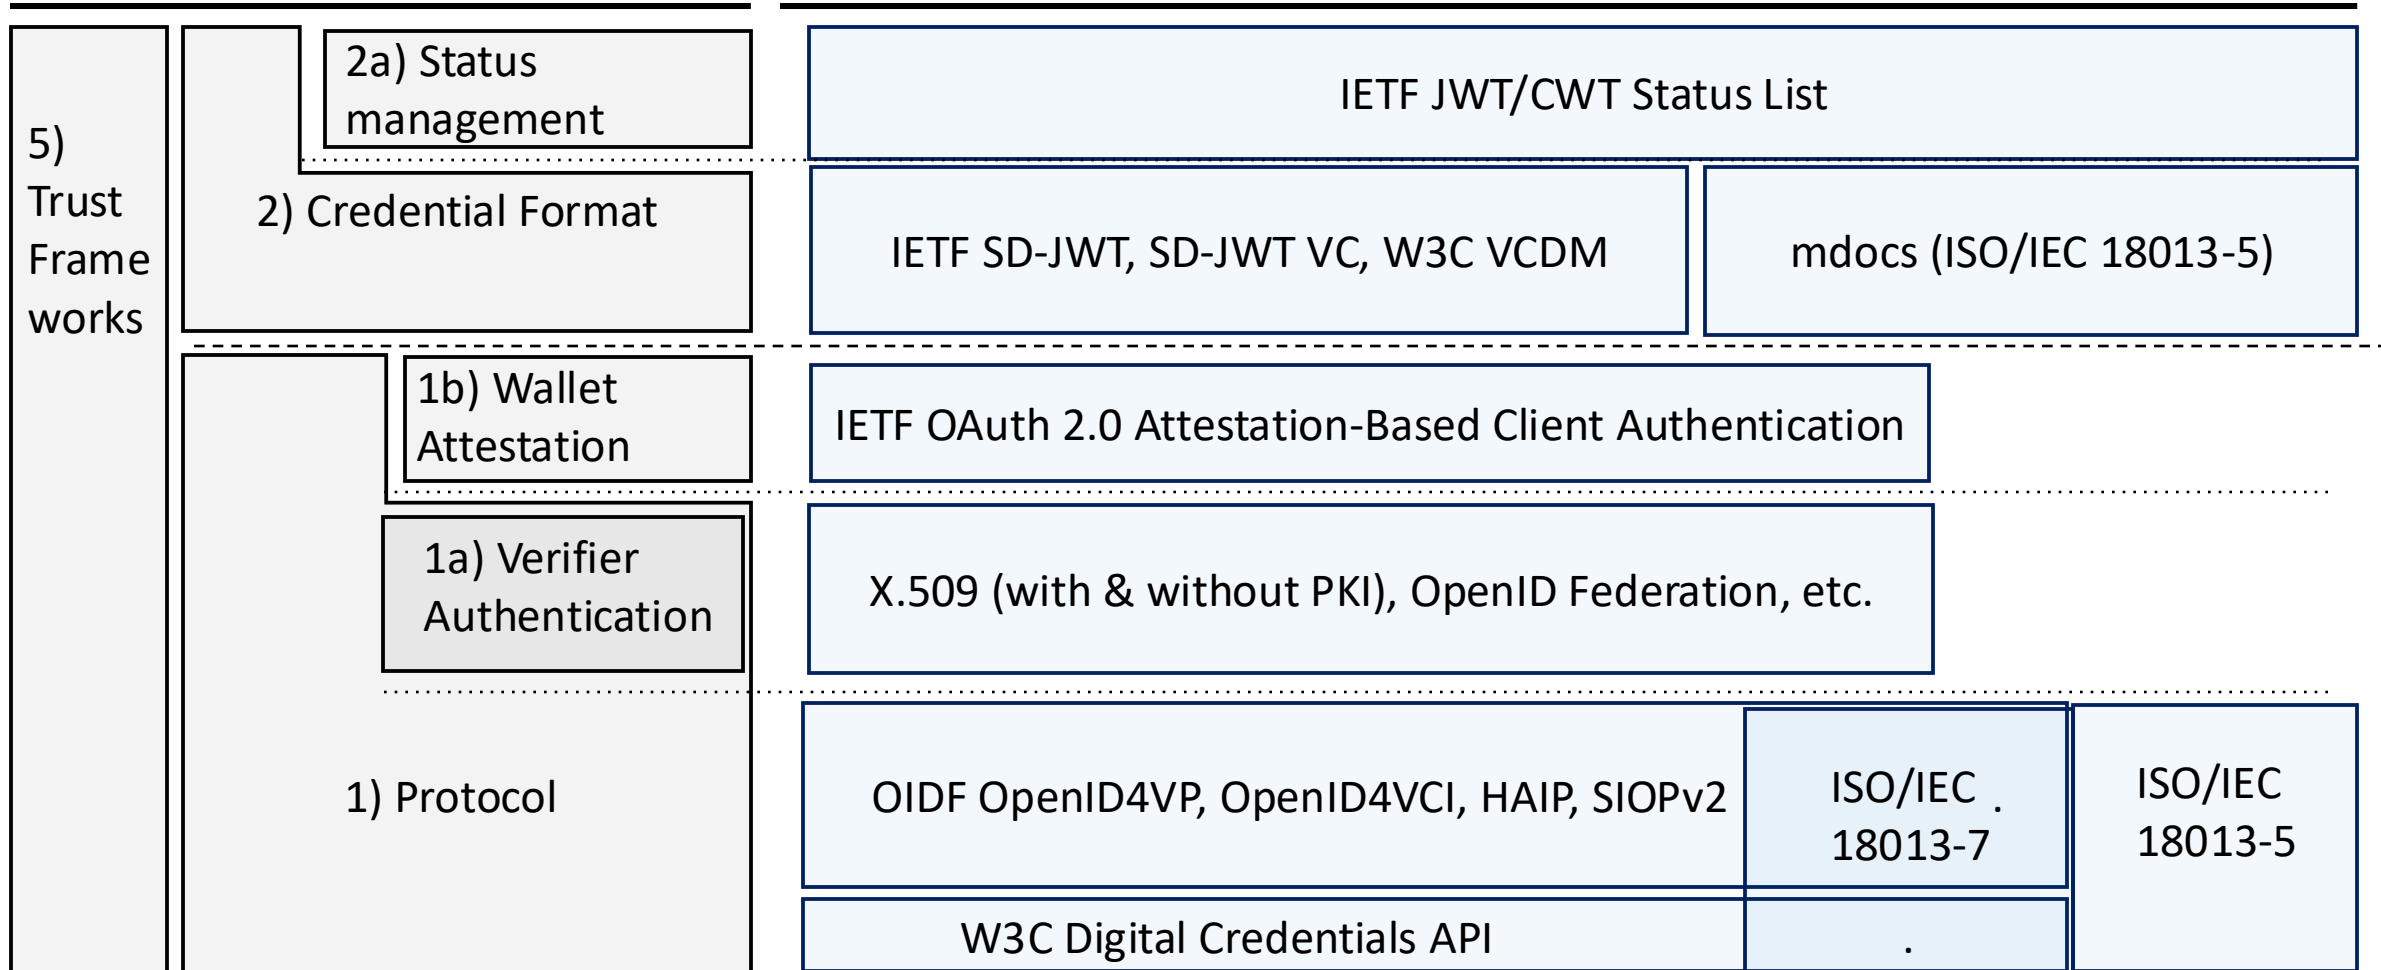 5)
Trust
Frame
works
2a) Status
management
IETF JWT/CWT Status List
2) Credential Format
IETF SD-JWT, SD-JWT VC, W3C VCDM
mdocs (ISO/IEC 18013-5)
1b) Wallet
Attestation
IETF OAuth 2.0 Attestation-Based Client Authentication
1a) Verifier
Authentication
X.509 (with & without PKI), OpenID Federation, etc.
1) Protocol
OIDF OpenID4VP, OpenID4VCI, HAIP, SIOPv2
ISO/IEC .
18013-7
ISO/IEC
18013-5
W3C Digital Credentials API
.